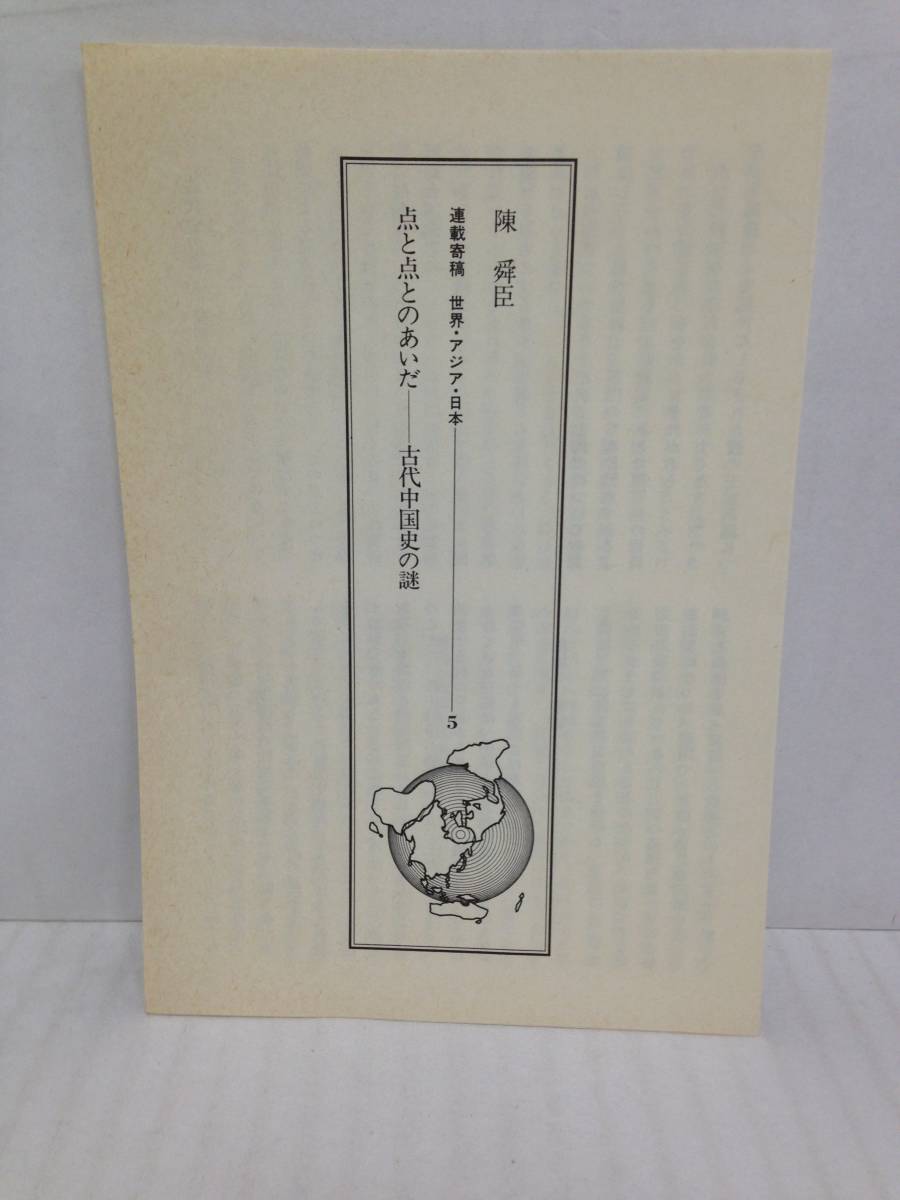 陳 舜臣
連載寄稿 世界・アジア・日本――5
点と点とのあいだ――古代中国史の謎